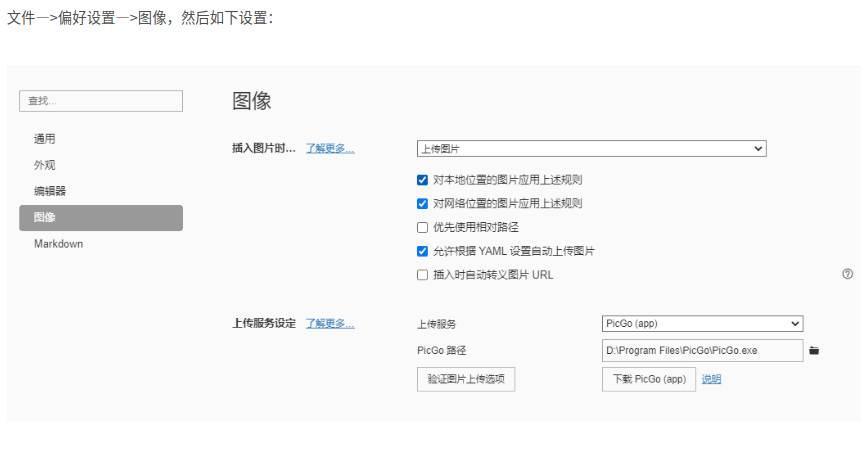 文件—>偏好设置—>图像，然后如下设置：
查找...
图像
通用
外观
编辑器
图像
Markdown
插入图片时... 了解更多... 上传图片
对本地位置的图片应用上述规则
对网络位置的图片应用上述规则
优先使用相对路径
允许根据 YAML 设置自动上传图片
插入时自动转义图片 URL
上传服务设定 了解更多... 上传服务 PicGo (app)
PicGo 路径 D:\Program Files\PicGo\PicGo.exe
验证图片上传选项 下载 PicGo (app) 说明